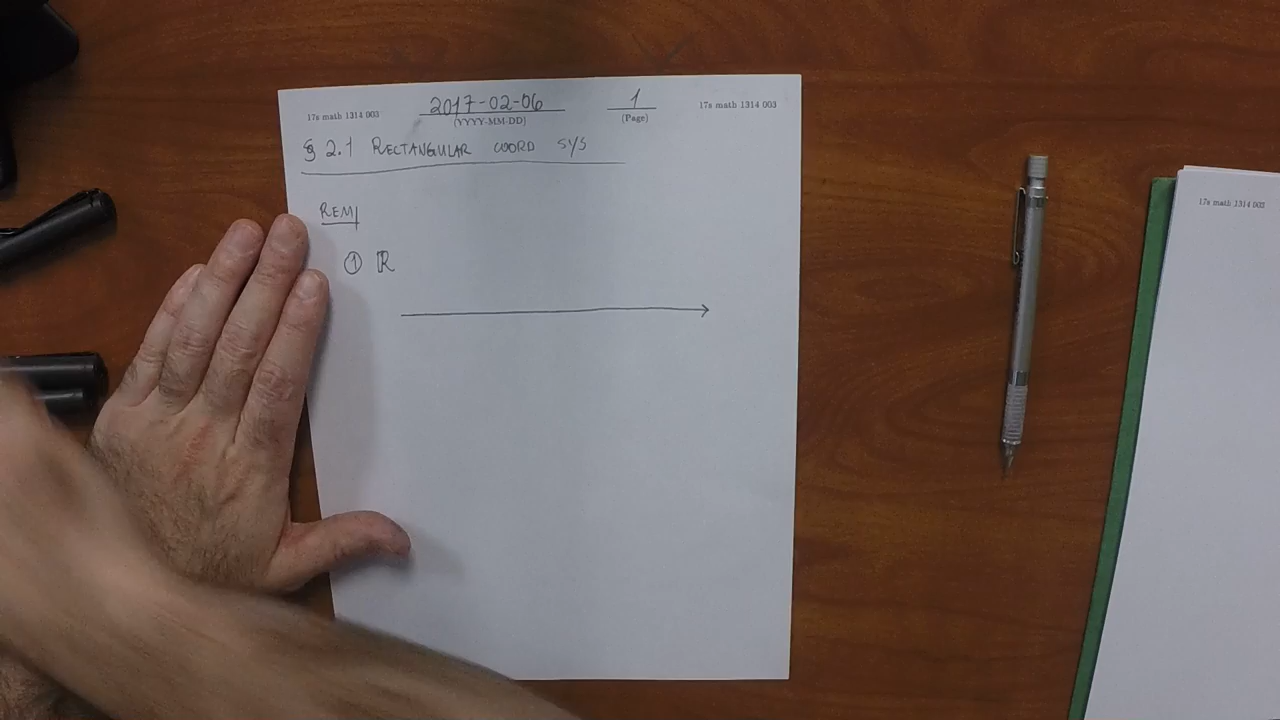 17s math 1314 003 2017-02-06 1 17s math 1314 003
(YYYY-MM-DD) (Page)
§ 2.1 RECTANGULAR COORD SYS
REM
① ℝ
17s math 1314 003